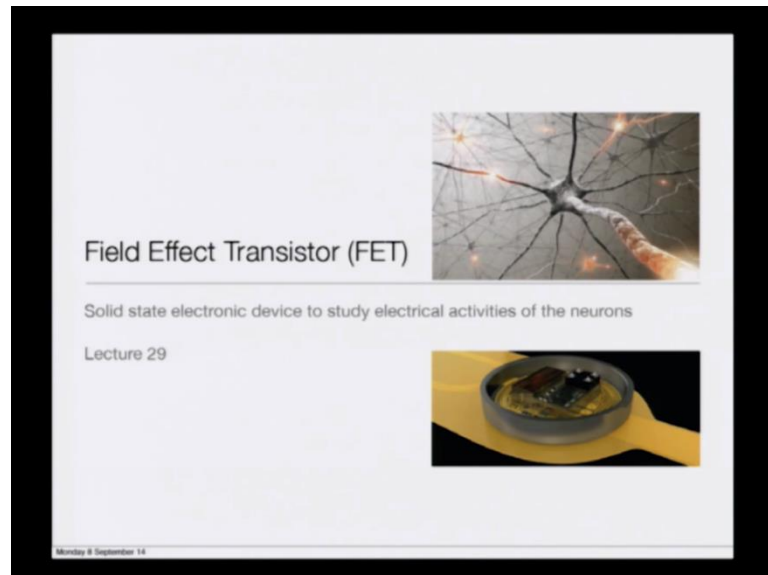 Field Effect Transistor (FET)
Solid state electronic device to study electrical activities of the neurons
Lecture 29
Monday 8 September 14